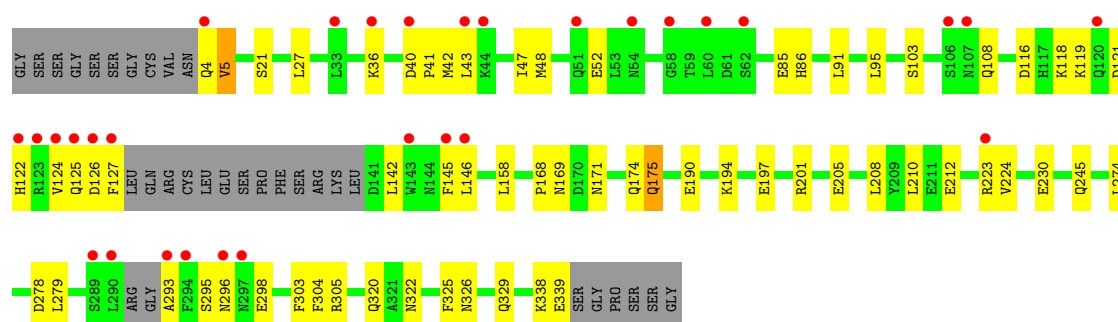 GLY SER SER GLY SER SER GLY CYS VAL ASN Q4 V5 S21 L27 L33 K36 D40 P41 M42 L43 K44 I47 M48 Q51 E52 L53 N54 G58 T59 L60 D61 S62 E85 H86 L91 L95 S103 S106 N107 Q108 D116 H117 K118 K119 Q120 D121
H122 R123 V124 Q125 D126 F127 LEU GLN ARG CYS LEU GLU SER PRO PHE SER ARG LYS LEU D141 L142 W143 N144 F145 L146 L158 P168 N169 D170 N171 Q174 Q175 E190 K194 E197 R201 E205 L208 Y209 L210 E211 E212 R223 V224 E230 Q245 L274
D278 L279 S289 L290 ARG GLY A293 F294 S295 N296 N297 E298 F303 F304 R305 Q320 A321 N322 F325 N326 Q329 K338 E339 SER GLY PRO SER SER GLY